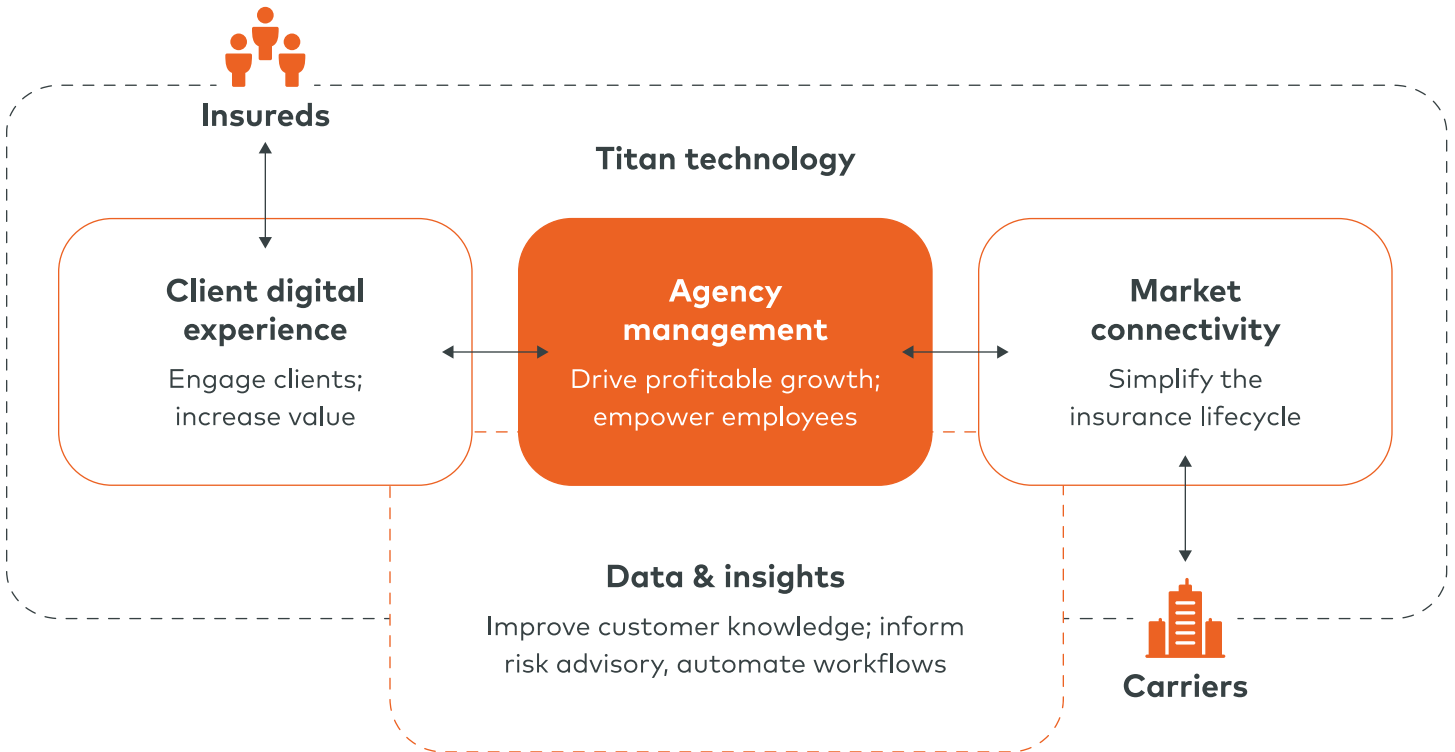 Insureds
Titan technology
Client digital
experience
Engage clients;
increase value
Agency
management
Drive profitable growth;
empower employees
Market
connectivity
Simplify the
insurance lifecycle
Data & insights
Improve customer knowledge; inform
risk advisory, automate workflows
Carriers